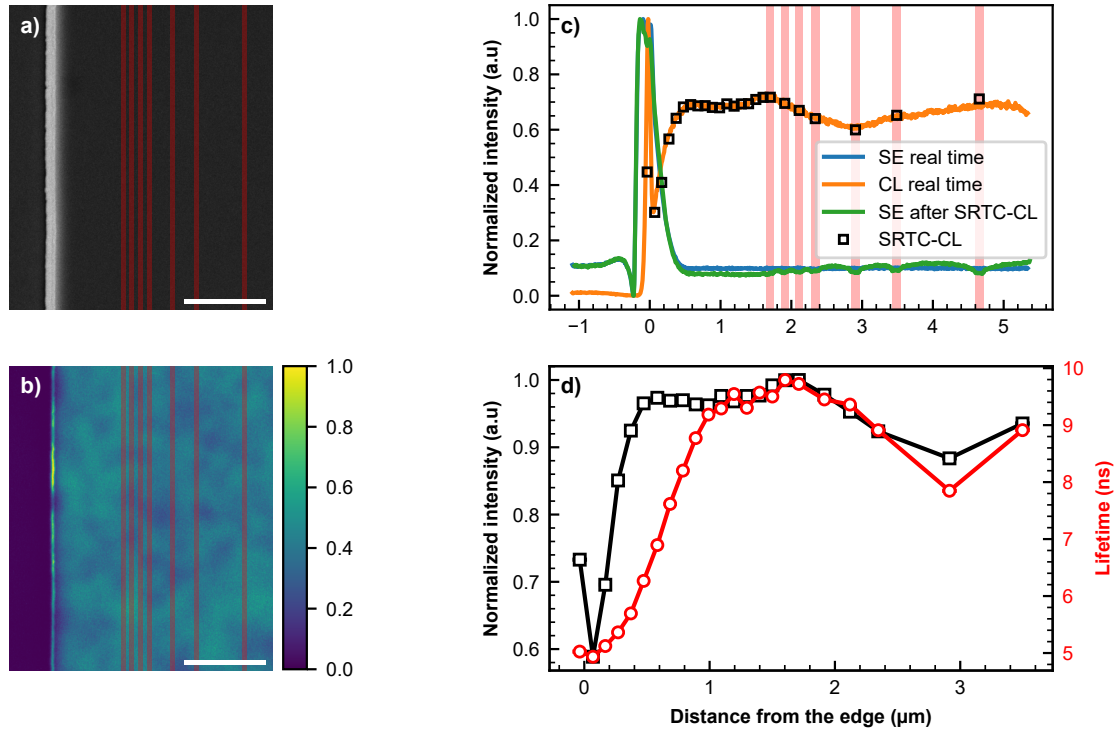 a)
b)
1.0
0.8
0.6
0.4
0.2
0.0
c)
Normalized intensity (a.u)
1.0
0.8
0.6
0.4
0.2
0.0
SE real time
CL real time
SE after SRTC-CL
SRTC-CL
−1 0 1 2 3 4 5
d)
Normalized intensity (a.u)
1.0
0.9
0.8
0.7
0.6
10
9
8
7
6
5
Lifetime (ns)
0 1 2 3
Distance from the edge (μm)